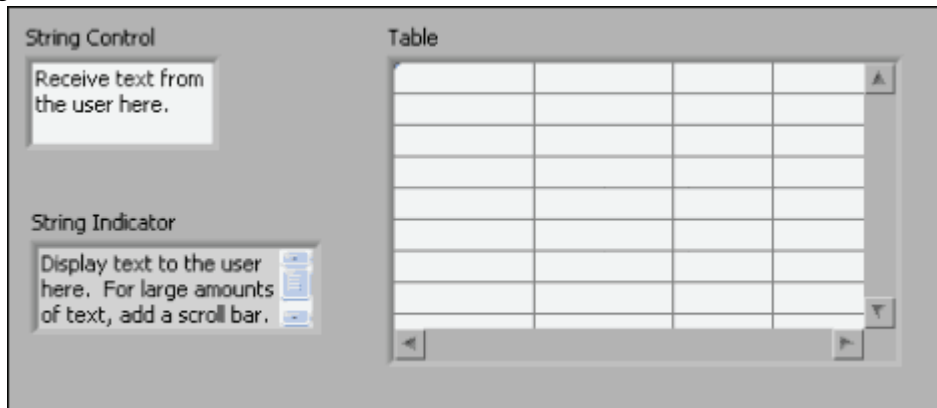 String Control
Receive text from
the user here.
Table
String Indicator
Display text to the user
here. For large amounts
of text, add a scroll bar.